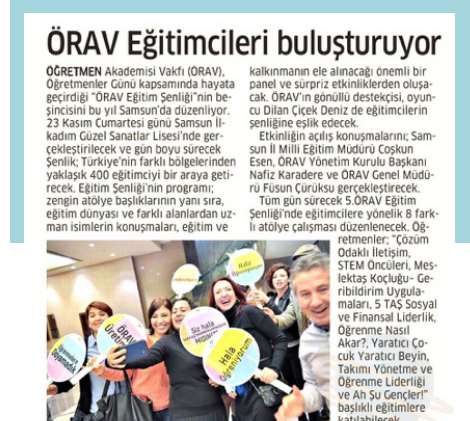 ÖRAV Eğitimcileri buluşturuyor
ÖĞRETMEN Akademisi Vakfı (ÖRAV),
Öğretmenler Günü kapsamında hayata
geçirdiği "ÖRAV Eğitim Şenliği"nin be-
şincisini bu yıl Samsun'da düzenliyor.
23 Kasım Cumartesi günü Samsun İl-
kadım Güzel Sanatlar Lisesi'nde ger-
çekleştirilecek ve gün boyu sürecek
Şenlik; Türkiye'nin farklı bölgelerinden
yaklaşık 400 eğitimciyi bir araya geti-
recek. Eğitim Şenliği'nin programı;
zengin atölye başlıklarının yanı sıra,
eğitim dünyası ve farklı alanlardan uz-
man isimlerin konuşmaları, eğitim ve
kalkınmanın ele alınacağı önemli bir
panel ve sürpriz etkinliklerden oluşa-
cak. ÖRAV'ın gönüllü destekçisi, oyun-
cu Dilan Çiçek Deniz de eğitimcilerin
şenliğine eşlik edecek.
Etkinliğin açılış konuşmalarını; Sam-
sun İl Milli Eğitim Müdürü Coşkun
Esen, ÖRAV Yönetim Kurulu Başkanı
Nafiz Karadere ve ÖRAV Genel Müdü-
rü Füsun Çürüksu gerçekleştirecek.
Tüm gün sürecek 5.ÖRAV Eğitim
Şenliği'nde eğitimcilere yönelik 8 fark-
lı atölye çalışması düzenlenecek. Öğ-
retmenler; "Çözüm
Odaklı İletişim,
STEM Öncüleri, Mes-
lektaş Koçluğu- Ge-
ribildirim Uygula-
maları, 5 TAŞ Sosyal
ve Finansal Liderlik,
Öğrenme Nasıl
Akar?, Yaratıcı Ço-
cuk Yaratıcı Beyin,
Takımı Yönetme ve
Öğrenme Liderliği
ve Ah Şu Gençler!"
başlıklı eğitimlere
katılabilecek.
Hala
Öğreniyorum
Siz hala
ÖRAV
Hala
Öğreniyorum